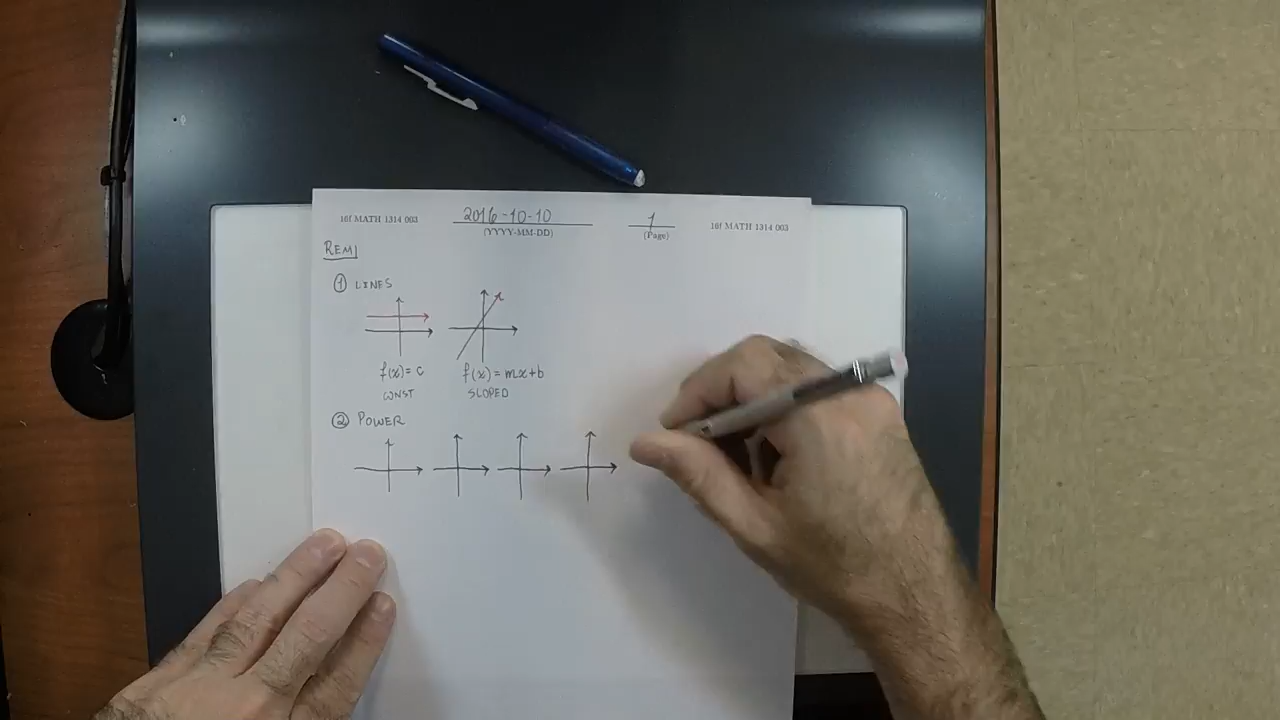 16f MATH 1314 003 2016-10-10 1 16f MATH 1314 003
(YYYY-MM-DD) (Page)
REM
① LINES
f(x)=c f(x)=mx+b
CONST SLOPED
② POWER